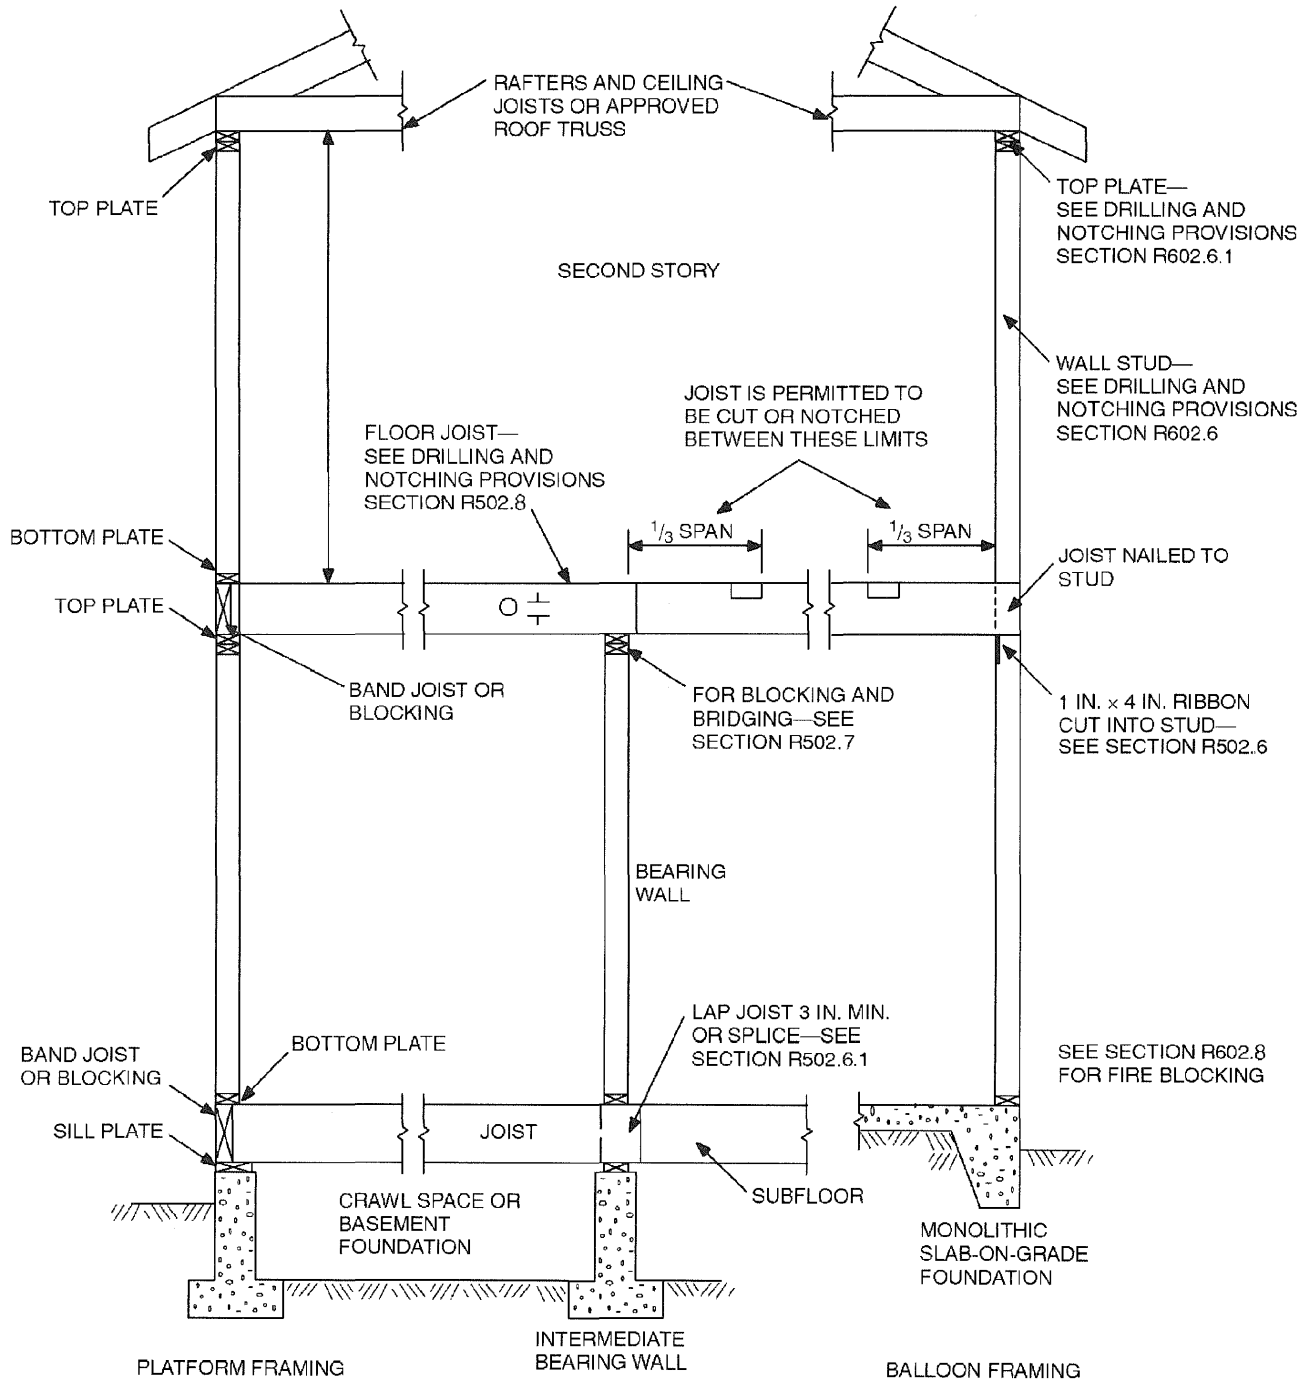 RAFTERS AND CEILING
JOISTS OR APPROVED
ROOF TRUSS
TOP PLATE
TOP PLATE—
SEE DRILLING AND
NOTCHING PROVISIONS
SECTION R602.6.1
SECOND STORY
WALL STUD—
SEE DRILLING AND
NOTCHING PROVISIONS
SECTION R602.6
JOIST IS PERMITTED TO
BE CUT OR NOTCHED
BETWEEN THESE LIMITS
FLOOR JOIST—
SEE DRILLING AND
NOTCHING PROVISIONS
SECTION R502.8
1/3 SPAN
1/3 SPAN
BOTTOM PLATE
JOIST NAILED TO
STUD
TOP PLATE
BAND JOIST OR
BLOCKING
FOR BLOCKING AND
BRIDGING—SEE
SECTION R502.7
1 IN. × 4 IN. RIBBON
CUT INTO STUD—
SEE SECTION R502..6
BEARING
WALL
LAP JOIST 3 IN. MIN.
OR SPLICE—SEE
SECTION R502.6.1
BOTTOM PLATE
BAND JOIST
OR BLOCKING
SEE SECTION R602.8
FOR FIRE BLOCKING
SILL PLATE
JOIST
SUBFLOOR
CRAWL SPACE OR
BASEMENT
FOUNDATION
MONOLITHIC
SLAB-ON-GRADE
FOUNDATION
INTERMEDIATE
BEARING WALL
PLATFORM FRAMING
BALLOON FRAMING